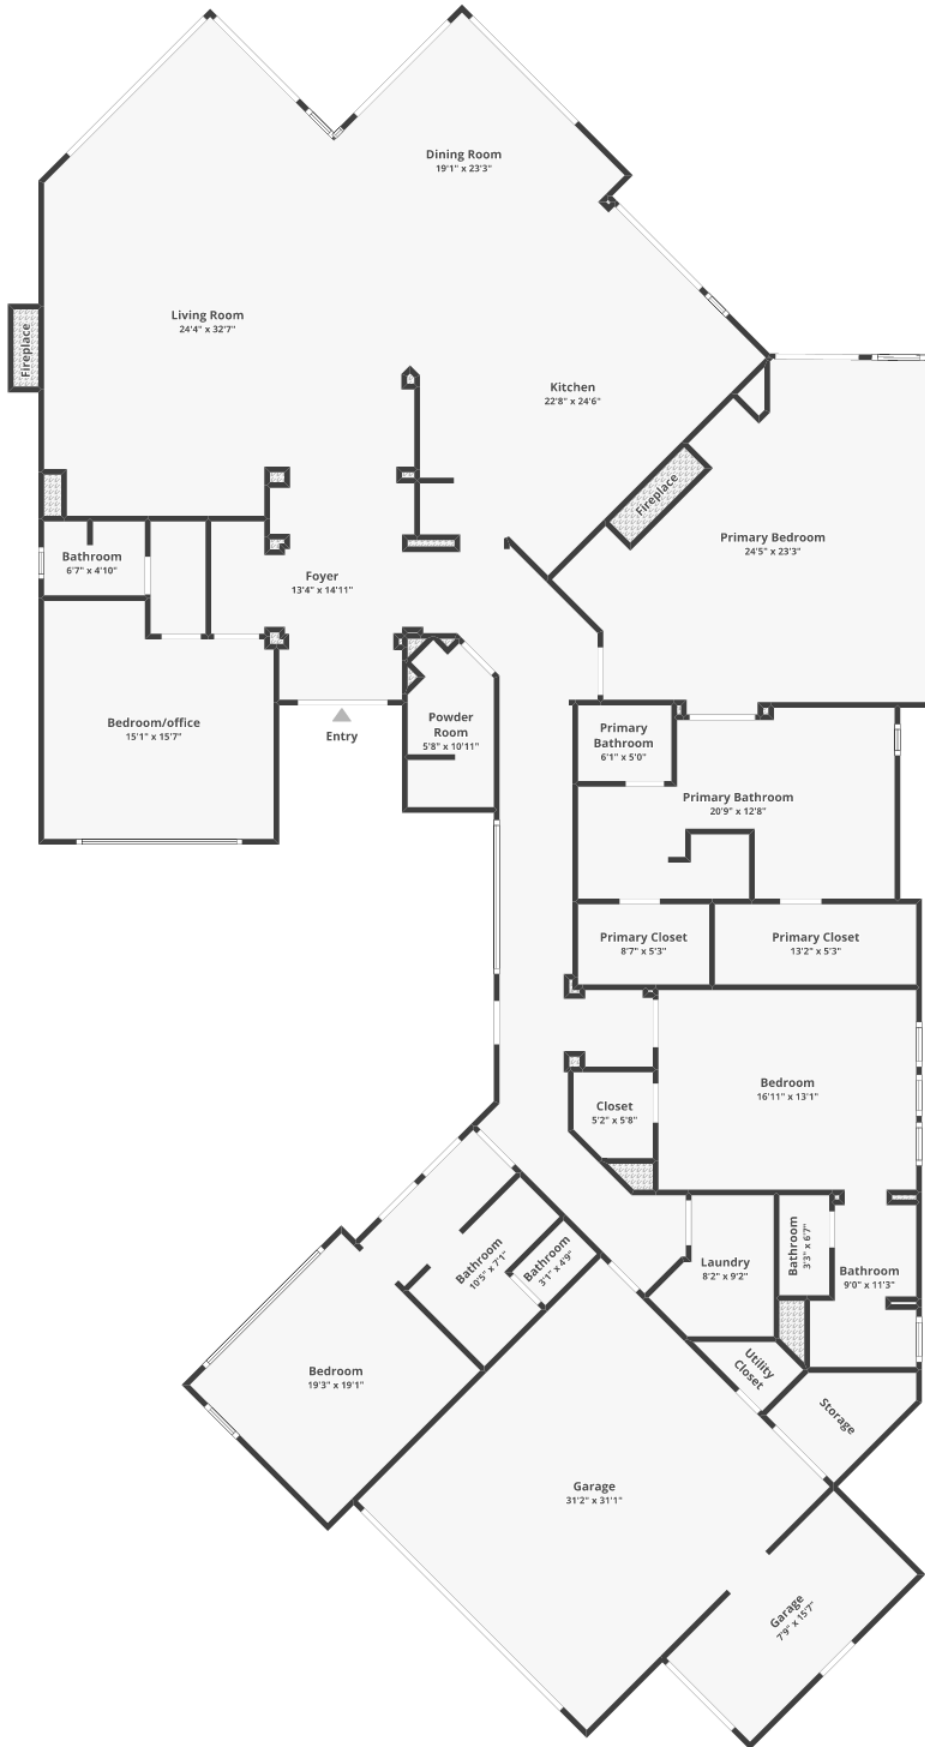 Dining Room
19'1" x 23'3"
Living Room
24'4" x 32'7"
Fireplace
Kitchen
22'8" x 24'6"
Fireplace
Primary Bedroom
24'5" x 23'3"
Bathroom
6'7" x 4'10"
Foyer
13'4" x 14'11"
Bedroom/office
15'1" x 15'7"
Entry
Powder
Room
5'8" x 10'11"
Primary
Bathroom
6'1" x 5'0"
Primary Bathroom
20'9" x 12'8"
Primary Closet
8'7" x 5'3"
Primary Closet
13'2" x 5'3"
Bedroom
16'11" x 13'1"
Closet
5'2" x 5'8"
Bathroom
10'5" x 7'1"
Bathroom
3'1" x 4'9"
Laundry
8'2" x 9'2"
Bathroom
3'3" x 6'7"
Bathroom
9'0" x 11'3"
Bedroom
19'3" x 19'1"
Utility
Closet
Storage
Garage
31'2" x 31'1"
Garage
7'9" x 15'7"